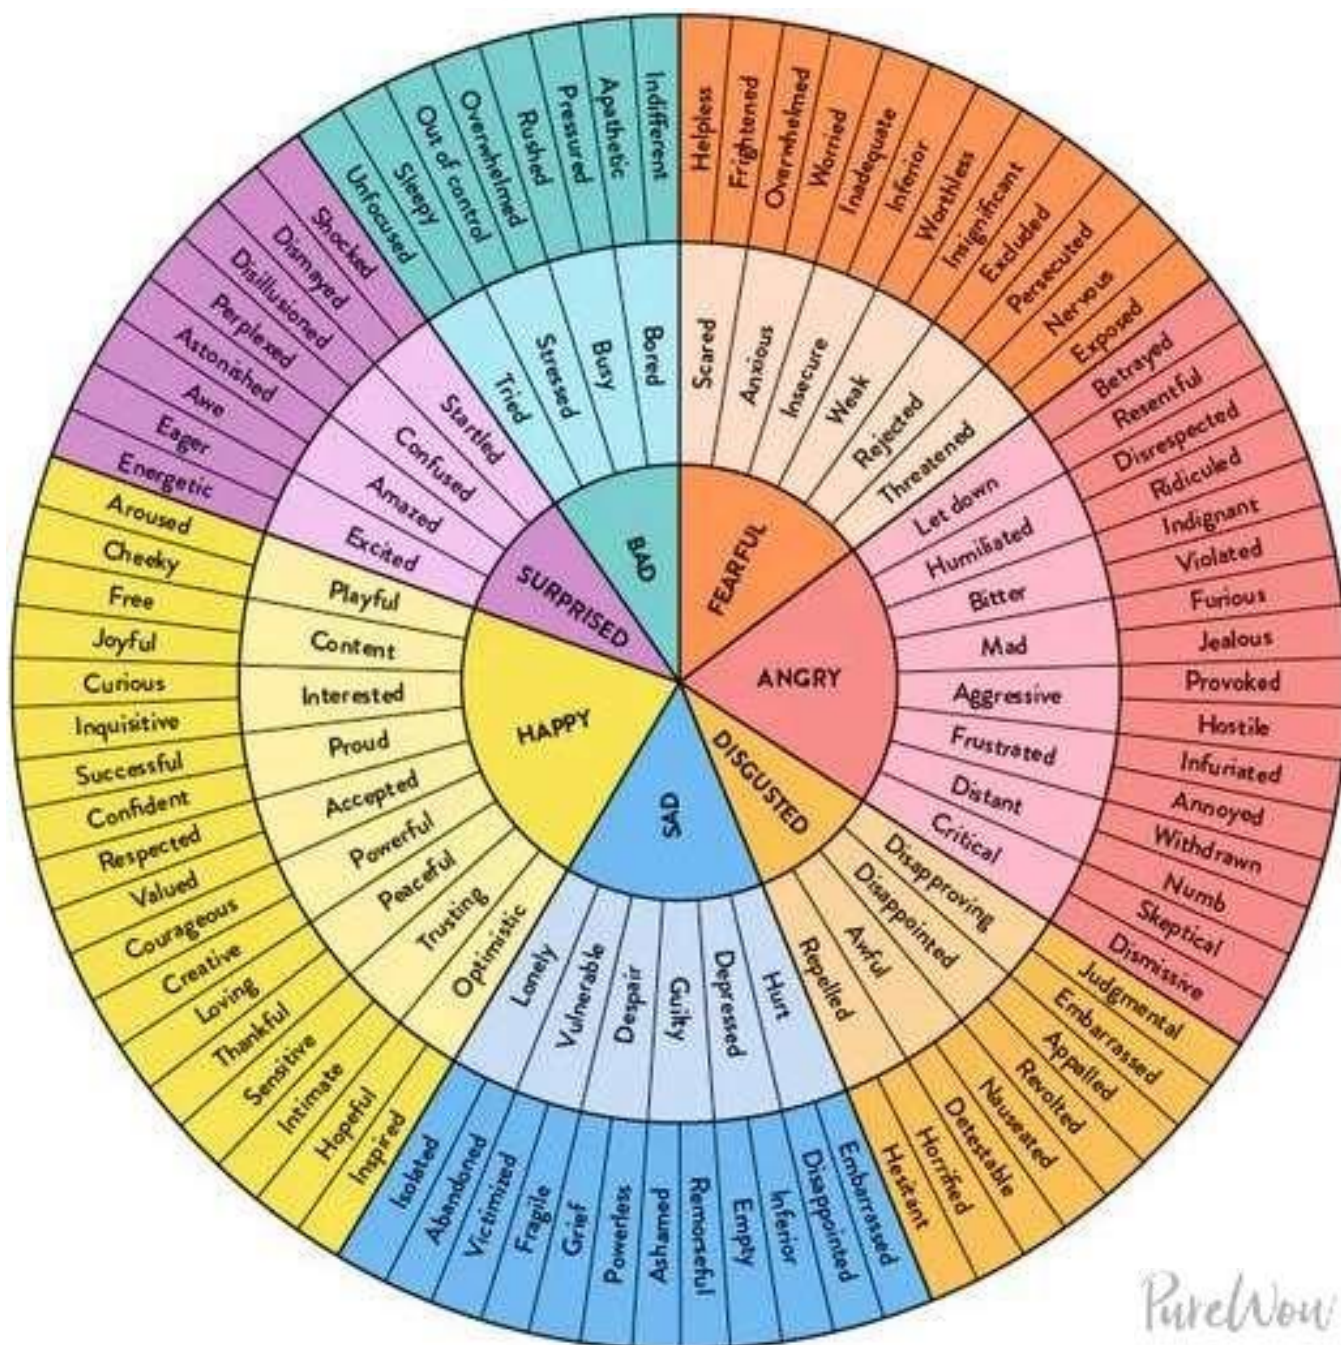 FEARFUL
ANGRY
DISGUSTED
SAD
HAPPY
SURPRISED
BAD
Scared
Anxious
Insecure
Weak
Rejected
Threatened
Let down
Humiliated
Bitter
Mad
Aggressive
Frustrated
Distant
Critical
Disapproving
Disappointed
Awful
Repelled
Hurt
Depressed
Guilty
Despair
Vulnerable
Lonely
Optimistic
Trusting
Peaceful
Powerful
Accepted
Proud
Interested
Content
Playful
Excited
Amazed
Confused
Startled
Tried
Stressed
Busy
Bored
Helpless
Frightened
Overwhelmed
Worried
Inadequate
Inferior
Worthless
Insignificant
Excluded
Persecuted
Nervous
Exposed
Betrayed
Resentful
Disrespected
Ridiculed
Indignant
Violated
Furious
Jealous
Provoked
Hostile
Infuriated
Annoyed
Withdrawn
Numb
Skeptical
Dismissive
Judgmental
Embarrassed
Appelled
Revolted
Nauseated
Detestable
Horrified
Hesitant
Embarrassed
Disappointed
Inferior
Empty
Remorseful
Ashamed
Powerless
Grief
Fragile
Victimized
Abandoned
Isolated
Inspired
Hopeful
Intimate
Sensitive
Thankful
Loving
Creative
Courageous
Valued
Respected
Confident
Successful
Inquisitive
Curious
Joyful
Free
Cheeky
Aroused
Energetic
Eager
Awe
Astonished
Perplexed
Disillusioned
Dismayed
Shocked
Unfocused
Sleepy
Out of control
Overwhelmed
Rushed
Pressured
Apathetic
Indifferent
PureWow